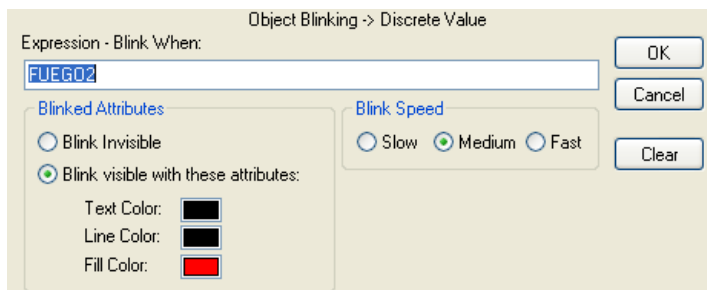 Object Blinking -> Discrete Value
Expression - Blink When:
OK
FUEGO2
Cancel
Blinked Attributes
Blink Speed
Blink Invisible
Slow Medium Fast
Clear
Blink visible with these attributes:
Text Color:
Line Color:
Fill Color: